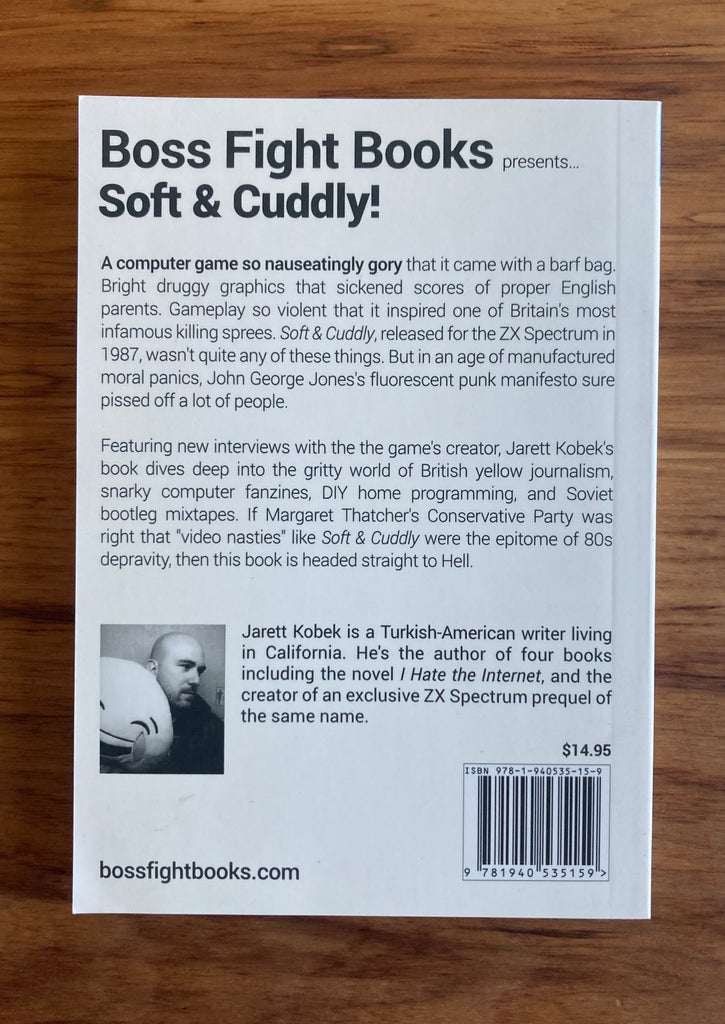 Boss Fight Books presents...
Soft & Cuddly!
A computer game so nauseatingly gory that it came with a barf bag.
Bright druggy graphics that sickened scores of proper English
parents. Gameplay so violent that it inspired one of Britain's most
infamous killing sprees. Soft & Cuddly, released for the ZX Spectrum in
1987, wasn't quite any of these things. But in an age of manufactured
moral panics, John George Jones's fluorescent punk manifesto sure
pissed off a lot of people.
Featuring new interviews with the the game's creator, Jarett Kobek's
book dives deep into the gritty world of British yellow journalism,
snarky computer fanzines, DIY home programming, and Soviet
bootleg mixtapes. If Margaret Thatcher's Conservative Party was
right that "video nasties" like Soft & Cuddly were the epitome of 80s
depravity, then this book is headed straight to Hell.
Jarett Kobek is a Turkish-American writer living
in California. He's the author of four books
including the novel I Hate the Internet, and the
creator of an exclusive ZX Spectrum prequel of
the same name.
$14.95
ISBN 978-1-940535-15-9
9 781940 535159 >
bossfightbooks.com